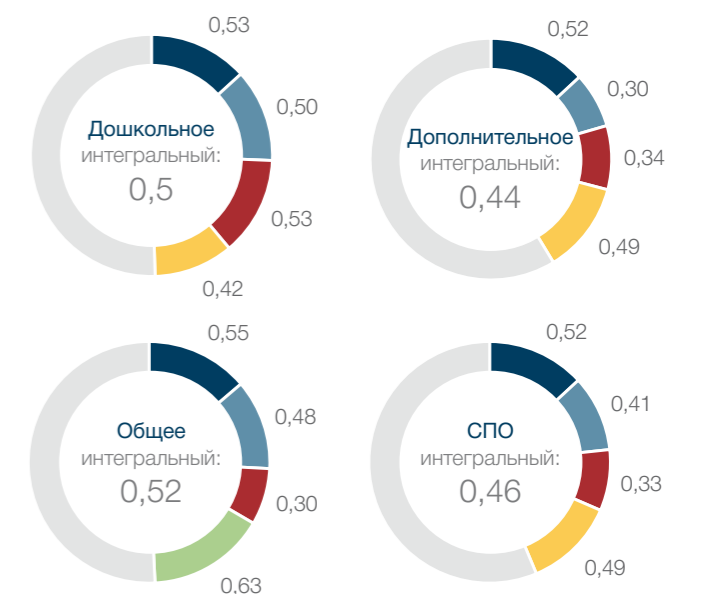 0,53
0,50
Дошкольное
интегральный:
0,5
0,53
0,42
0,52
0,30
Дополнительное
интегральный:
0,44
0,34
0,49
0,55
0,48
Общее
интегральный:
0,52
0,30
0.63
0,52
0,41
СПО
интегральный:
0,46
0,33
0,49